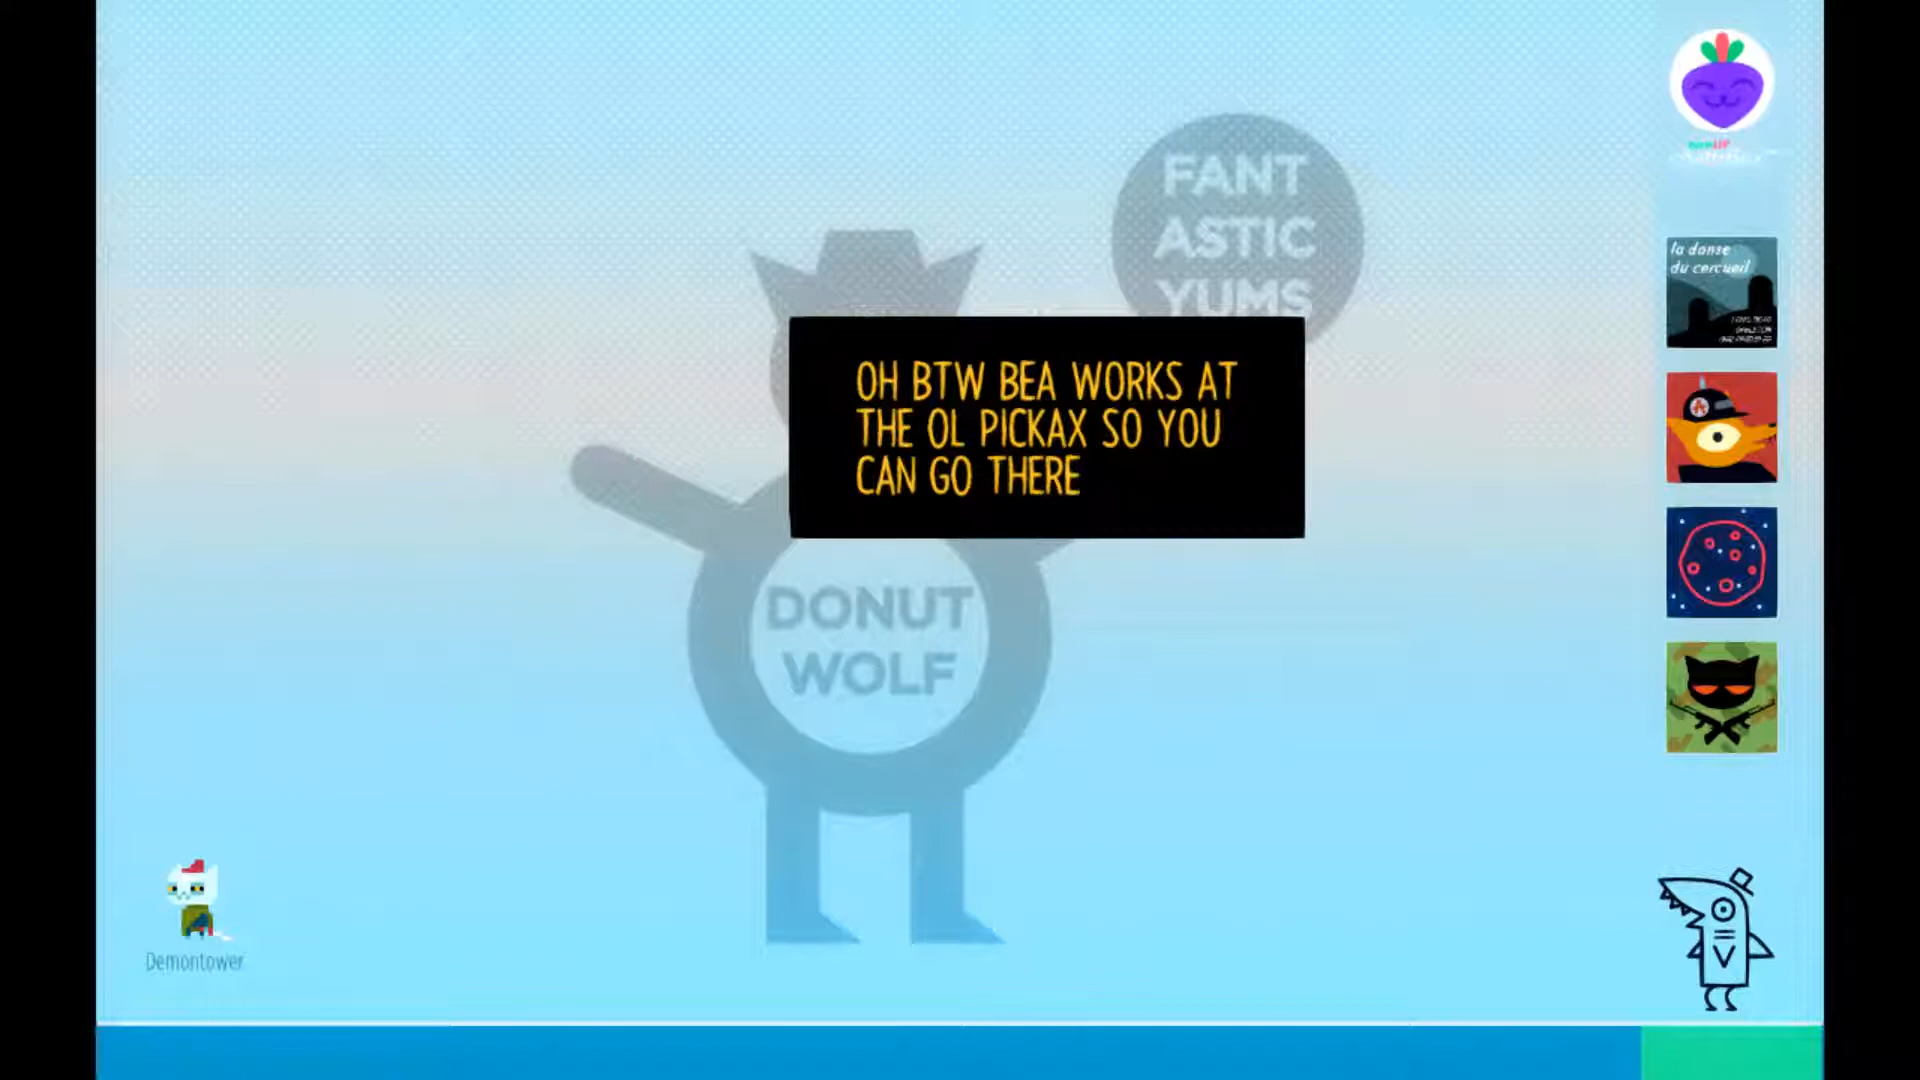 FANT
ASTIC
YUMS
la danse
du cercueil
OH BTW BEA WORKS AT
THE OL PICKAX SO YOU
CAN GO THERE
DONUT
WOLF
Demontower